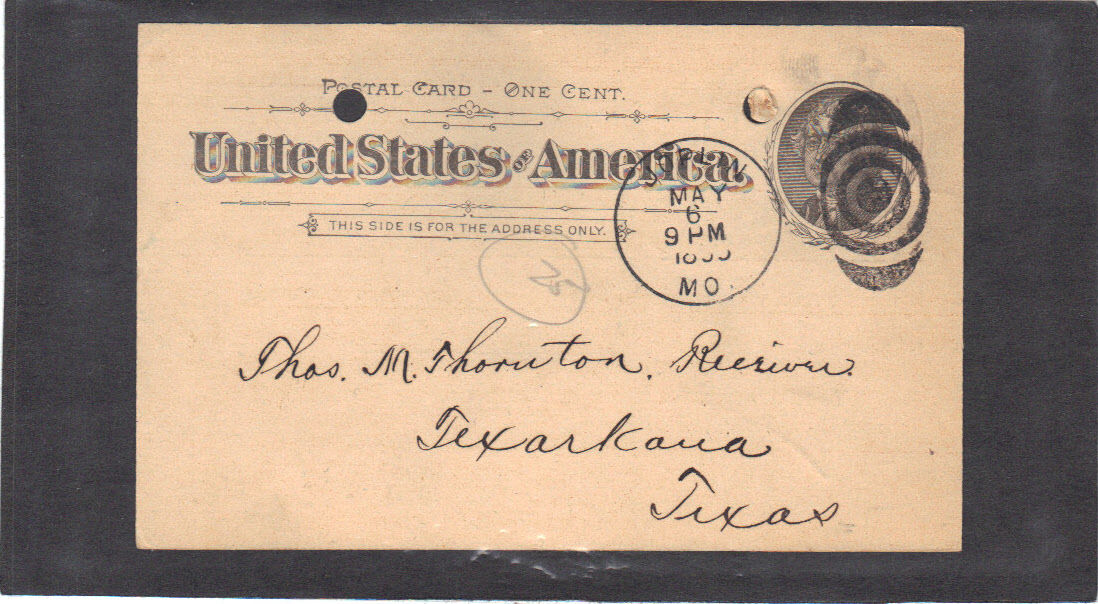 POSTAL CARD – ONE CENT.
United States of America
THIS SIDE IS FOR THE ADDRESS ONLY.
JOPLIN
MAY
6
9 PM
MO.
Thos. M. Thornton, Receiver.
Texarkana
Texas